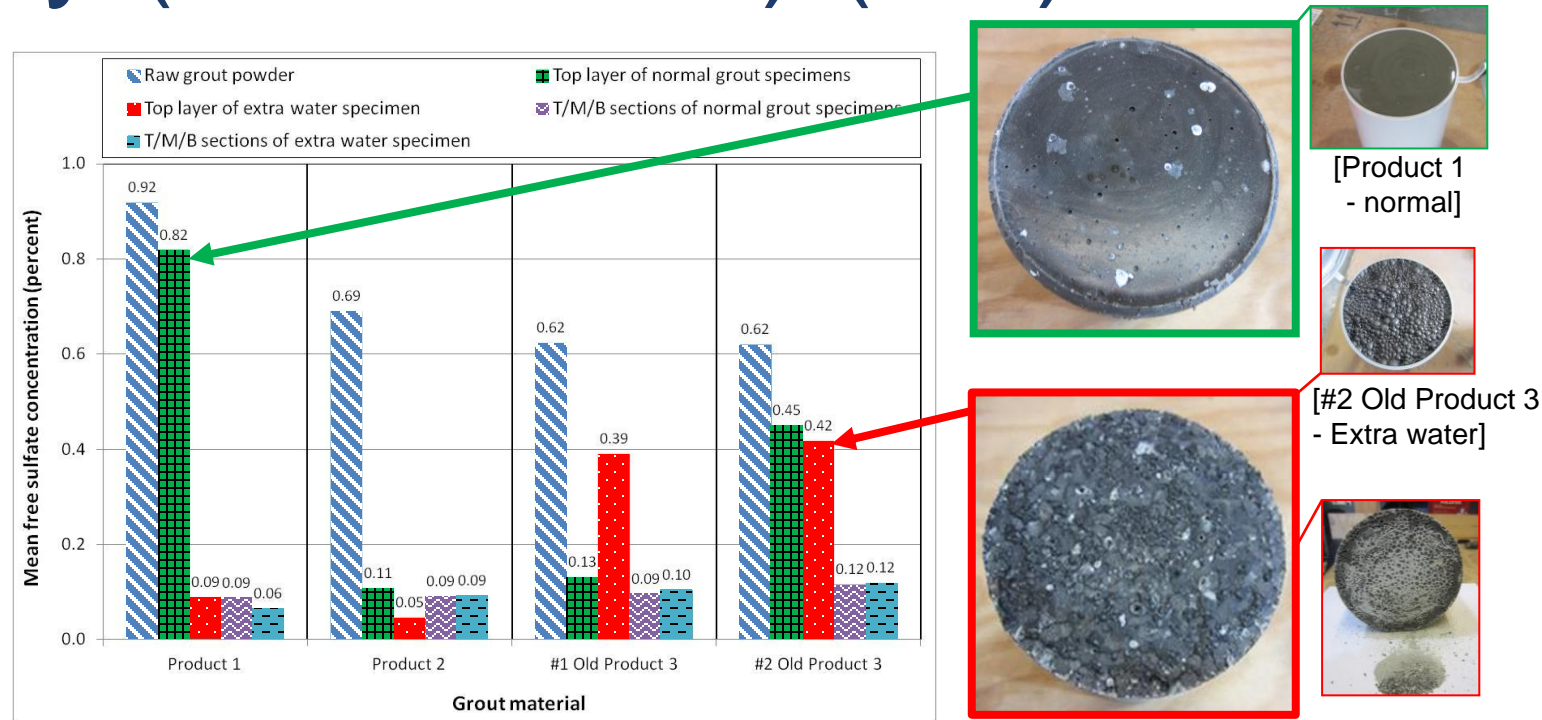 Raw grout powder
Top layer of normal grout specimens
Top layer of extra water specimen
T/M/B sections of normal grout specimens
T/M/B sections of extra water specimen
Mean free sulfate concentration (percent)
1.0
0.8
0.6
0.4
0.2
0.0
0.92
0.82
0.09
0.09
0.06
0.69
0.11
0.05
0.09
0.09
0.62
0.13
0.39
0.09
0.10
0.62
0.45
0.42
0.12
0.12
Product 1
Product 2
#1 Old Product 3
#2 Old Product 3
Grout material
[Product 1
- normal]
[#2 Old Product 3
- Extra water]